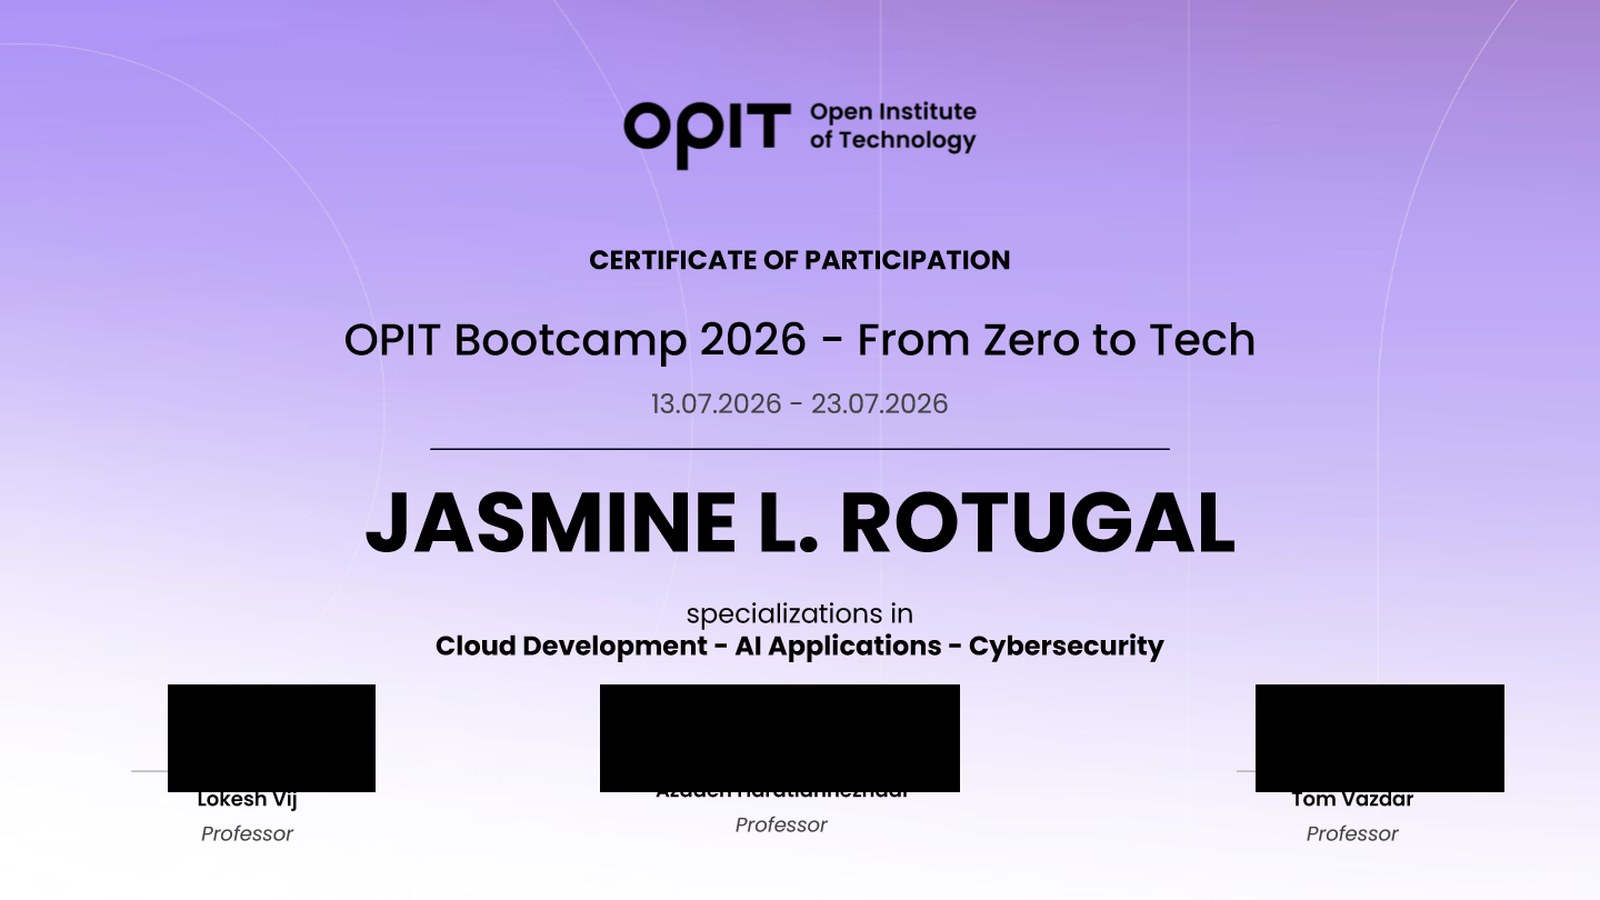 opIT Open Institute
of Technology
CERTIFICATE OF PARTICIPATION
OPIT Bootcamp 2026 - From Zero to Tech
13.07.2026 - 23.07.2026
JASMINE L. ROTUGAL
specializations in
Cloud Development - AI Applications - Cybersecurity
Lokesh Vij
Tom Vazdar
Professor
Professor
Professor